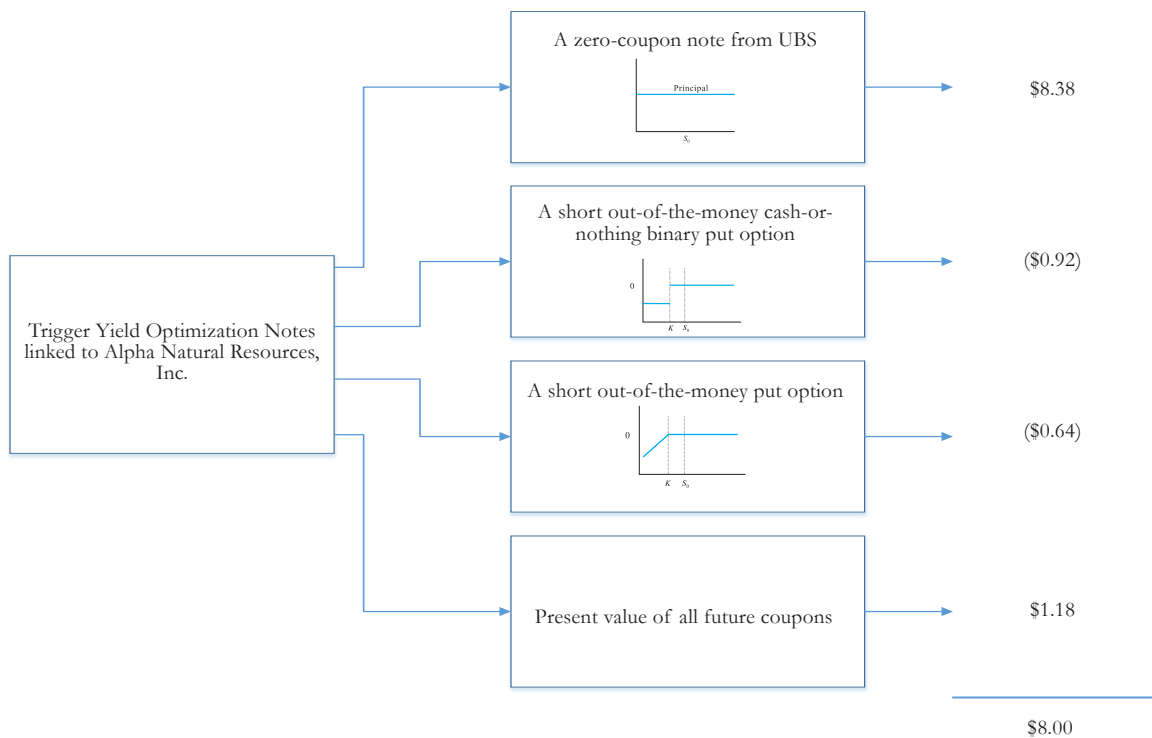 A zero-coupon note from UBS
Principal
S₀
$8.38
A short out-of-the-money cash-or-
nothing binary put option
0
K
S₀
($0.92)
Trigger Yield Optimization Notes
linked to Alpha Natural Resources,
Inc.
A short out-of-the-money put option
0
K
S₀
($0.64)
Present value of all future coupons
$1.18
$8.00